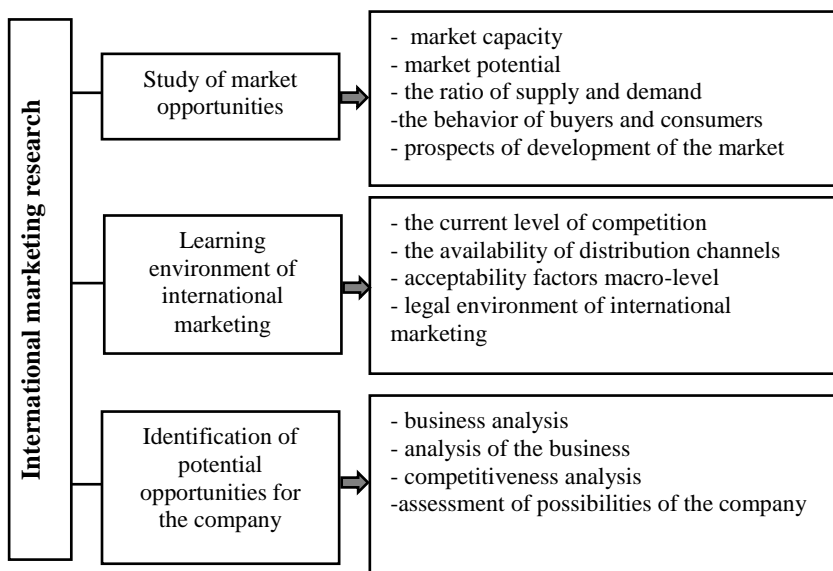 International marketing research
Study of market
opportunities
-  market capacity
- market potential
- the ratio of supply and demand
-the behavior of buyers and consumers
- prospects of development of the market
Learning
environment of
international
marketing
- the current level of competition
- the availability of distribution channels
- acceptability factors macro-level
- legal environment of international
marketing
Identification of
potential
opportunities for
the company
- business analysis
- analysis of the business
- competitiveness analysis
-assessment of possibilities of the company